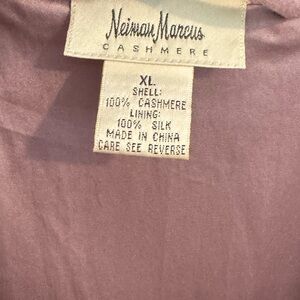 Neiman Marcus
CASHMERE
XL
SHELL:
100% CASHMERE
LINING:
100% SILK
MADE IN CHINA
CARE SEE REVERSE